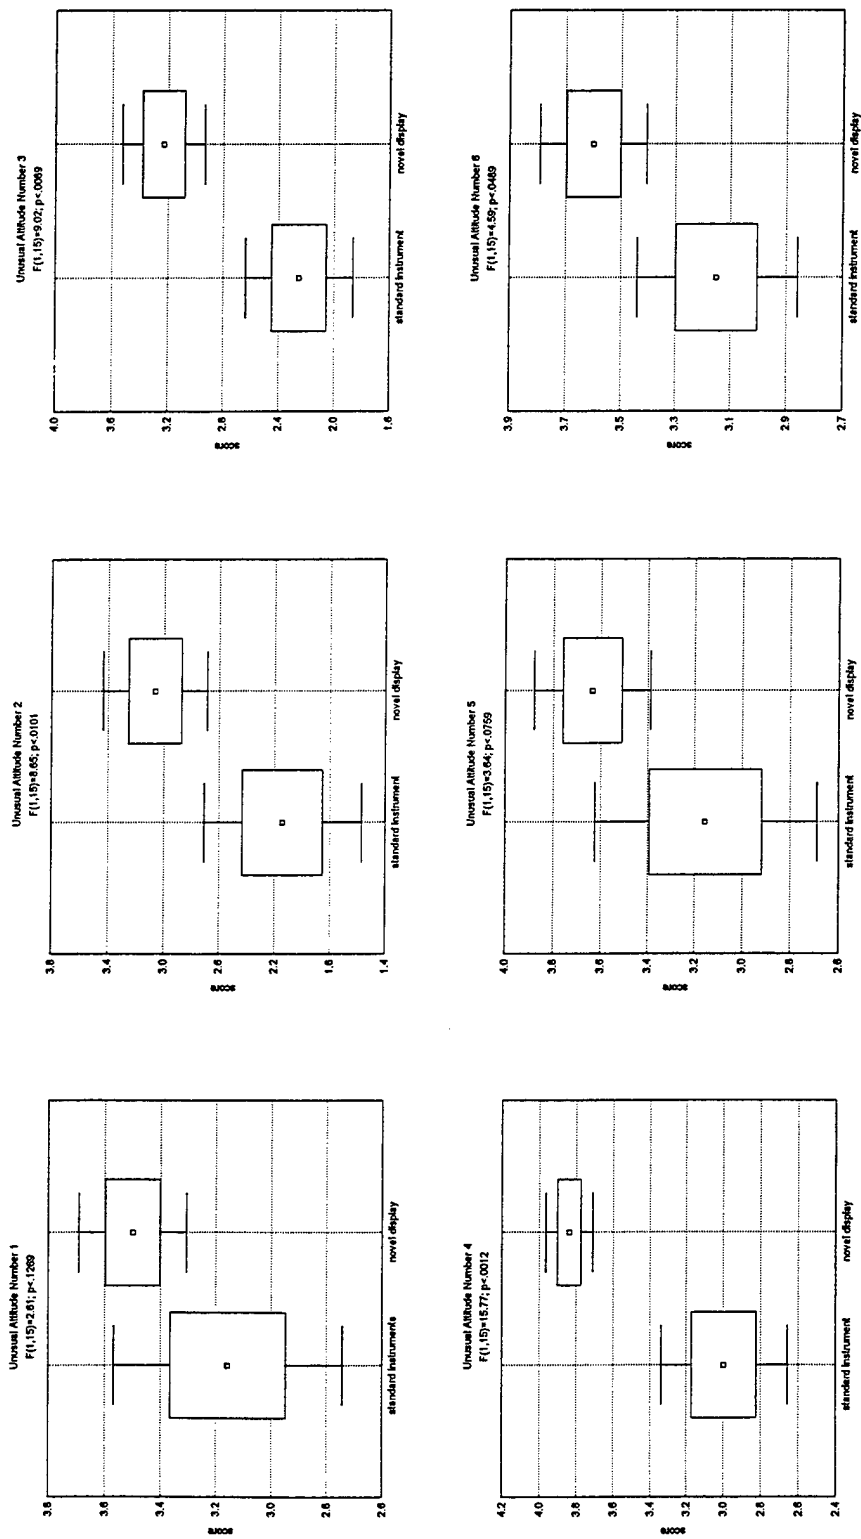 Unusual Attitude Number 1
F(1,15)=2.61; p<.1269
3.8
3.6
3.4
3.2
3.0
2.8
2.6
score
standard instruments
novel display
Unusual Attitude Number 2
F(1,15)=8.65; p<.0101
3.8
3.4
3.0
2.6
2.2
1.8
1.4
score
standard instrument
novel display
Unusual Attitude Number 3
F(1,15)=9.02; p<.0089
4.0
3.6
3.2
2.8
2.4
2.0
1.6
score
standard instrument
novel display
Unusual Attitude Number 4
F(1,15)=15.77; p<.0012
4.2
4.0
3.8
3.6
3.4
3.2
3.0
2.8
2.6
2.4
score
standard instrument
novel display
Unusual Attitude Number 5
F(1,15)=3.64; p<.0759
4.0
3.8
3.6
3.4
3.2
3.0
2.8
2.6
score
standard instrument
novel display
Unusual Attitude Number 6
F(1,15)=4.59; p<.0489
3.9
3.7
3.5
3.3
3.1
2.9
2.7
score
standard instrument
novel display